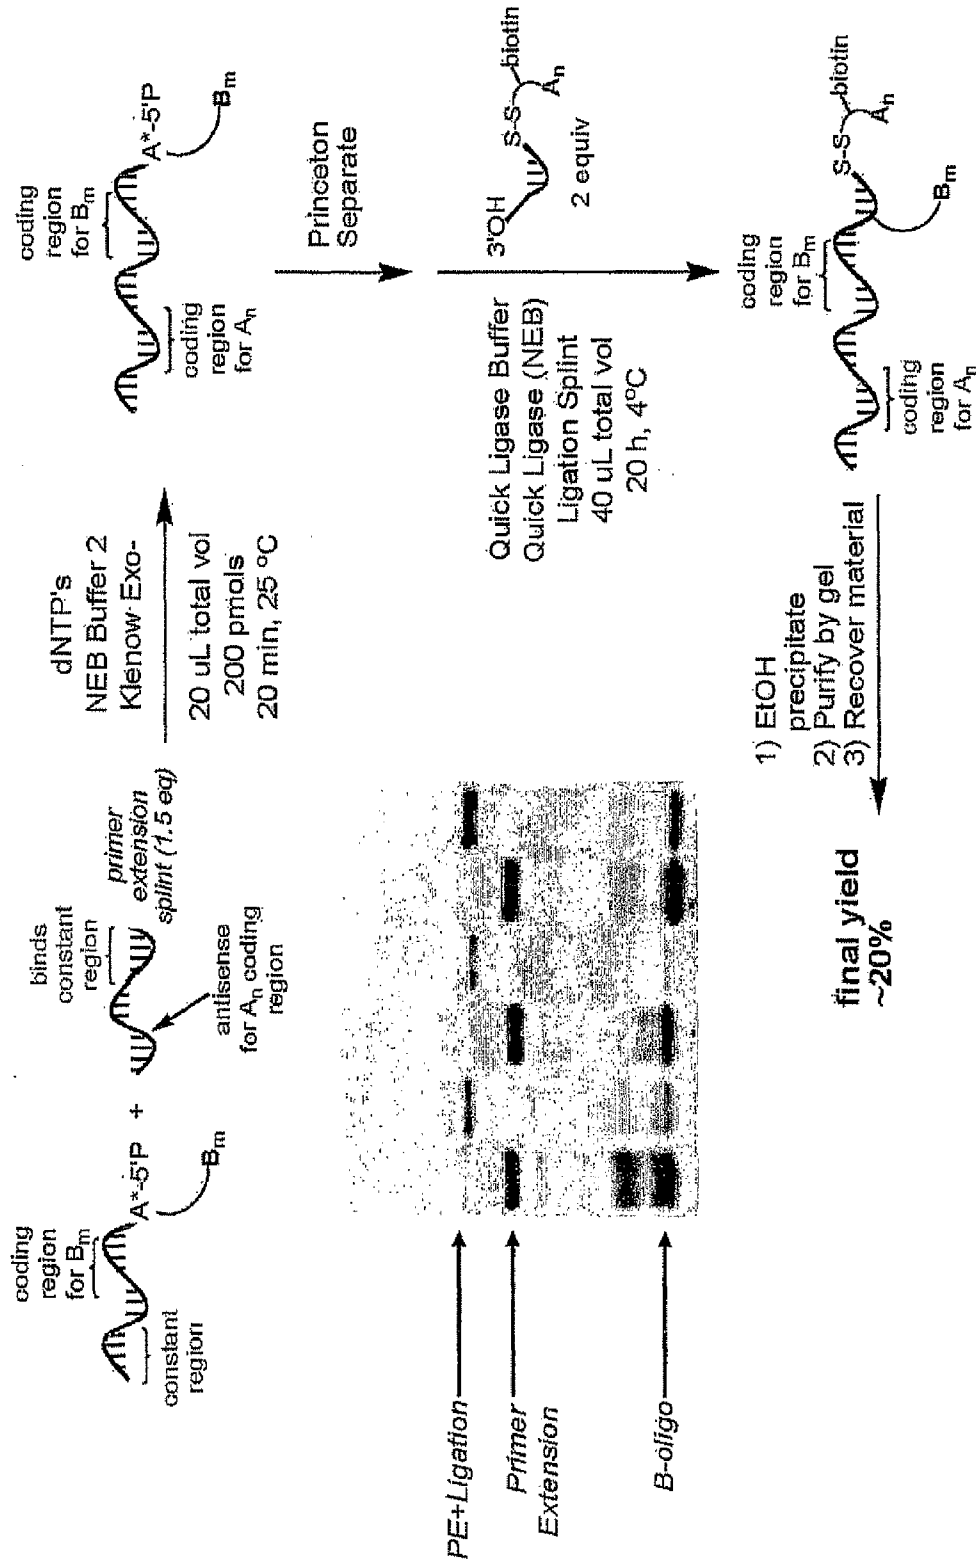 coding
region
for Bm
A*-5'P
+
Bm
constant
region
binds
constant
region
primer
extension
splint (1.5 eq)
antisense
for An coding
region
dNTP's
NEB Buffer 2
Klenow Exo-
20 uL total vol
200 pmols
20 min, 25 ºC
coding
region
for Bm
A*-5'P
Bm
coding
region
for An
Princeton
Separate
Quick Ligase Buffer
Quick Ligase (NEB)
Ligation Splint
40 uL total vol
20 h, 4ºC
3'OH
S-S-
biotin
An
2 equiv
coding
region
for Bm
S-S-
biotin
An
Bm
coding
region
for An
1) EtOH
precipitate
2) Purify by gel
3) Recover material
final yield
~20%
PE+Ligation
Primer
Extension
B-oligo